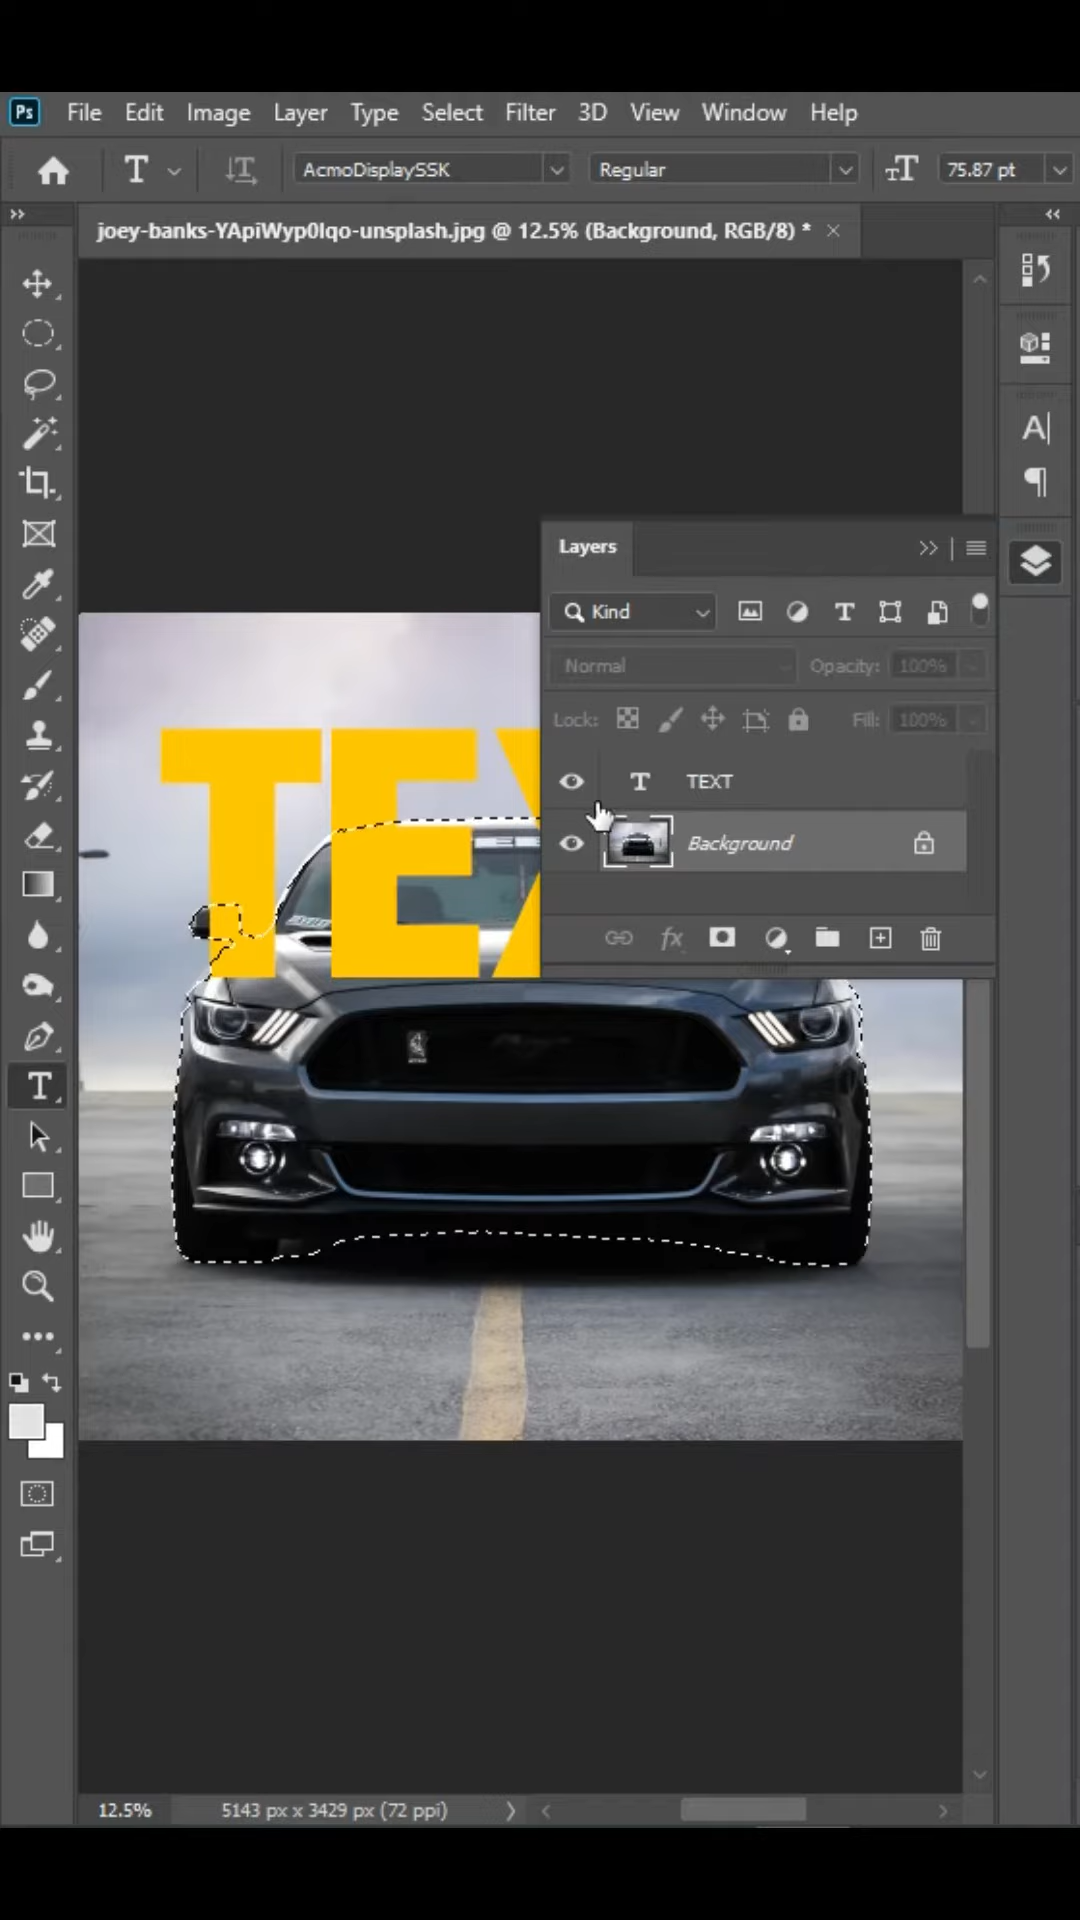 Ps File Edit Image Layer Type Select Filter 3D View Window Help
T AcmoDisplaySSK Regular TT 75.87 pt
joey-banks-YApiWyp0lqo-unsplash.jpg @ 12.5% (Background, RGB/8) *
Layers
Kind
Normal Opacity: 100%
Lock: Fill: 100%
TEXT
Background
TEX
12.5% 5143 px x 3429 px (72 ppi)